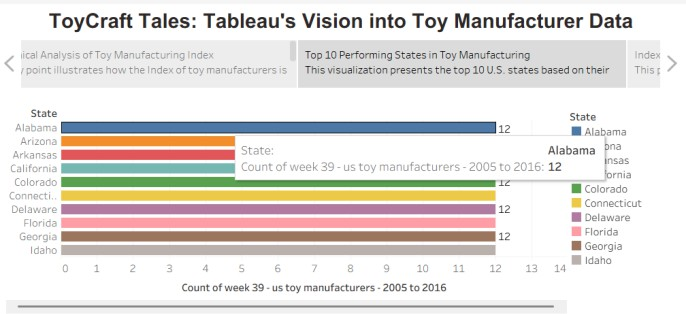 ToyCraft Tales: Tableau's Vision into Toy Manufacturer Data
ical Analysis of Toy Manufacturing Index
point illustrates how the Index of toy manufacturers is
Top 10 Performing States in Toy Manufacturing
This visualization presents the top 10 U.S. states based on their
Index
This
State
Alabama
Arizona
Arkansas
California
Colorado
Connecti..
Delaware
Florida
Georgia
Idaho
12
12
12
12
State: Alabama
Count of week 39 - us toy manufacturers - 2005 to 2016: 12
0 1 2 3 4 5 6 7 8 9 10 11 12 13 14
Count of week 39 - us toy manufacturers - 2005 to 2016
State
Alabama
ona
ansas
ornia
Colorado
Connecticut
Delaware
Florida
Georgia
Idaho